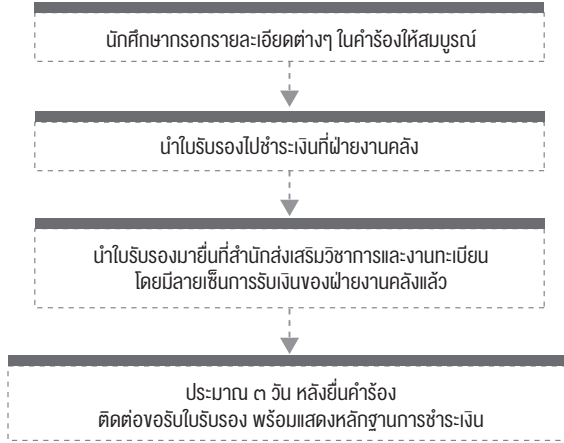 นักศึกษากรอกรายละเอียดต่างๆ ในคำร้องให้สมบูรณ์
นำใบรับรองไปชำระเงินที่ฝ่ายงานคลัง
นำใบรับรองมายื่นที่สำนักส่งเสริมวิชาการและงานทะเบียน
โดยมีลายเซ็นการรับเงินของฝ่ายงานคลังแล้ว
ประมาณ ๓ วัน หลังยื่นคำร้อง
ติดต่อขอรับใบรับรอง พร้อมแสดงหลักฐานการชำระเงิน